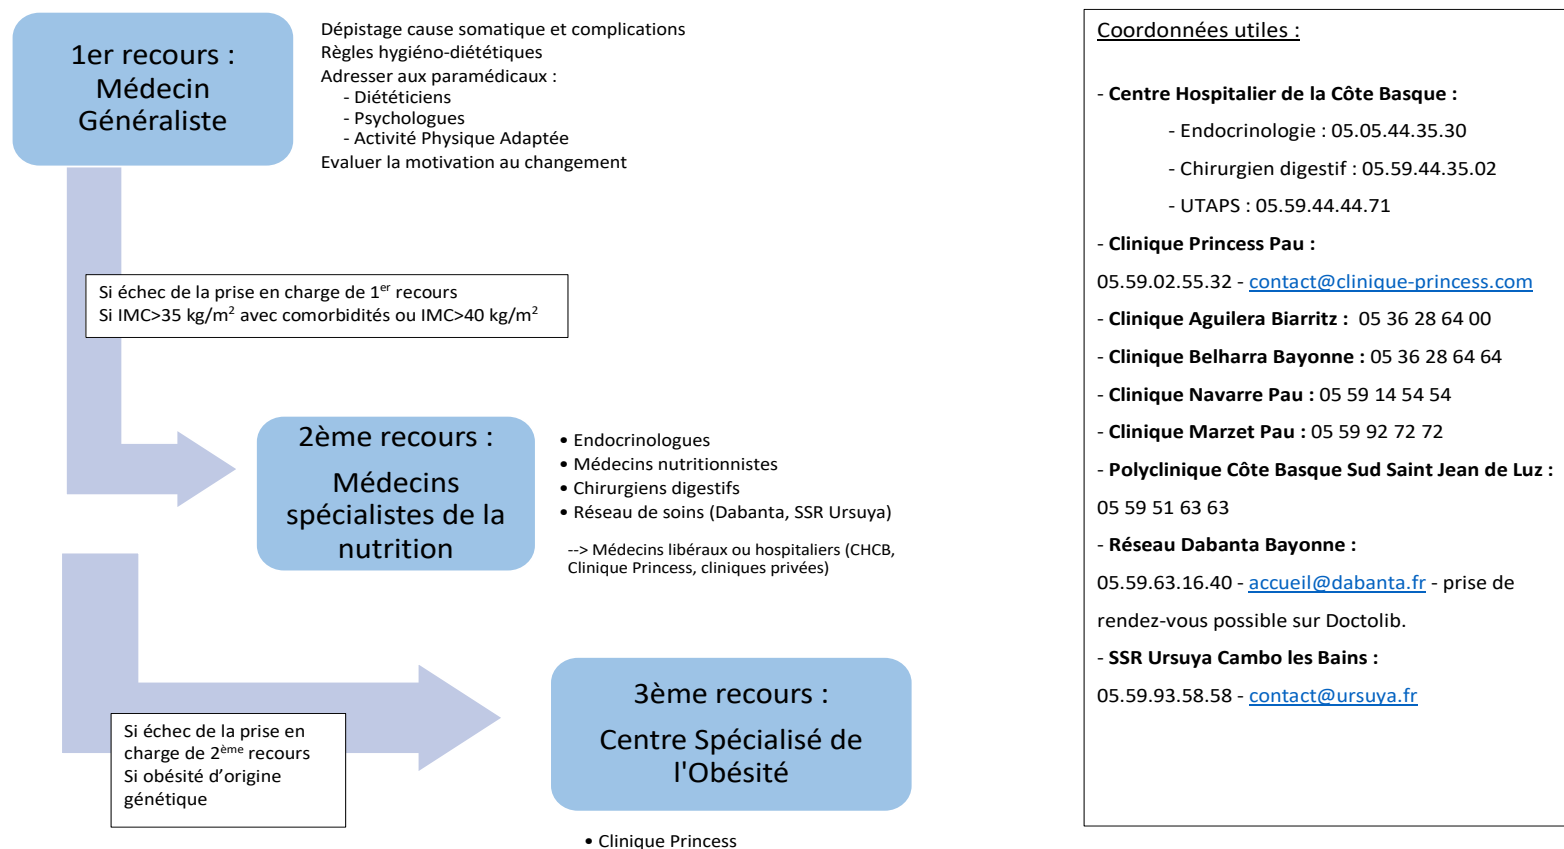 1er recours :
Médecin
Généraliste
Dépistage cause somatique et complications
Règles hygiéno-diététiques
Adresser aux paramédicaux :
- Diététiciens
- Psychologues
- Activité Physique Adaptée
Evaluer la motivation au changement
Si échec de la prise en charge de 1er recours
Si IMC>35 kg/m2 avec comorbidités ou IMC>40 kg/m2
2ème recours :
Médecins
spécialistes de la
nutrition
• Endocrinologues
• Médecins nutritionnistes
• Chirurgiens digestifs
• Réseau de soins (Dabanta, SSR Ursuya)
--> Médecins libéraux ou hospitaliers (CHCB,
Clinique Princess, cliniques privées)
Si échec de la prise en
charge de 2ème recours
Si obésité d'origine
génétique
3ème recours :
Centre Spécialisé de
l'Obésité
• Clinique Princess
Coordonnées utiles :
- Centre Hospitalier de la Côte Basque :
- Endocrinologie : 05.05.44.35.30
- Chirurgien digestif : 05.59.44.35.02
- UTAPS : 05.59.44.44.71
- Clinique Princess Pau :
05.59.02.55.32 - contact@clinique-princess.com
- Clinique Aguilera Biarritz : 05 36 28 64 00
- Clinique Belharra Bayonne : 05 36 28 64 64
- Clinique Navarre Pau : 05 59 14 54 54
- Clinique Marzet Pau : 05 59 92 72 72
- Polyclinique Côte Basque Sud Saint Jean de Luz :
05 59 51 63 63
- Réseau Dabanta Bayonne :
05.59.63.16.40 - accueil@dabanta.fr - prise de
rendez-vous possible sur Doctolib.
- SSR Ursuya Cambo les Bains :
05.59.93.58.58 - contact@ursuya.fr